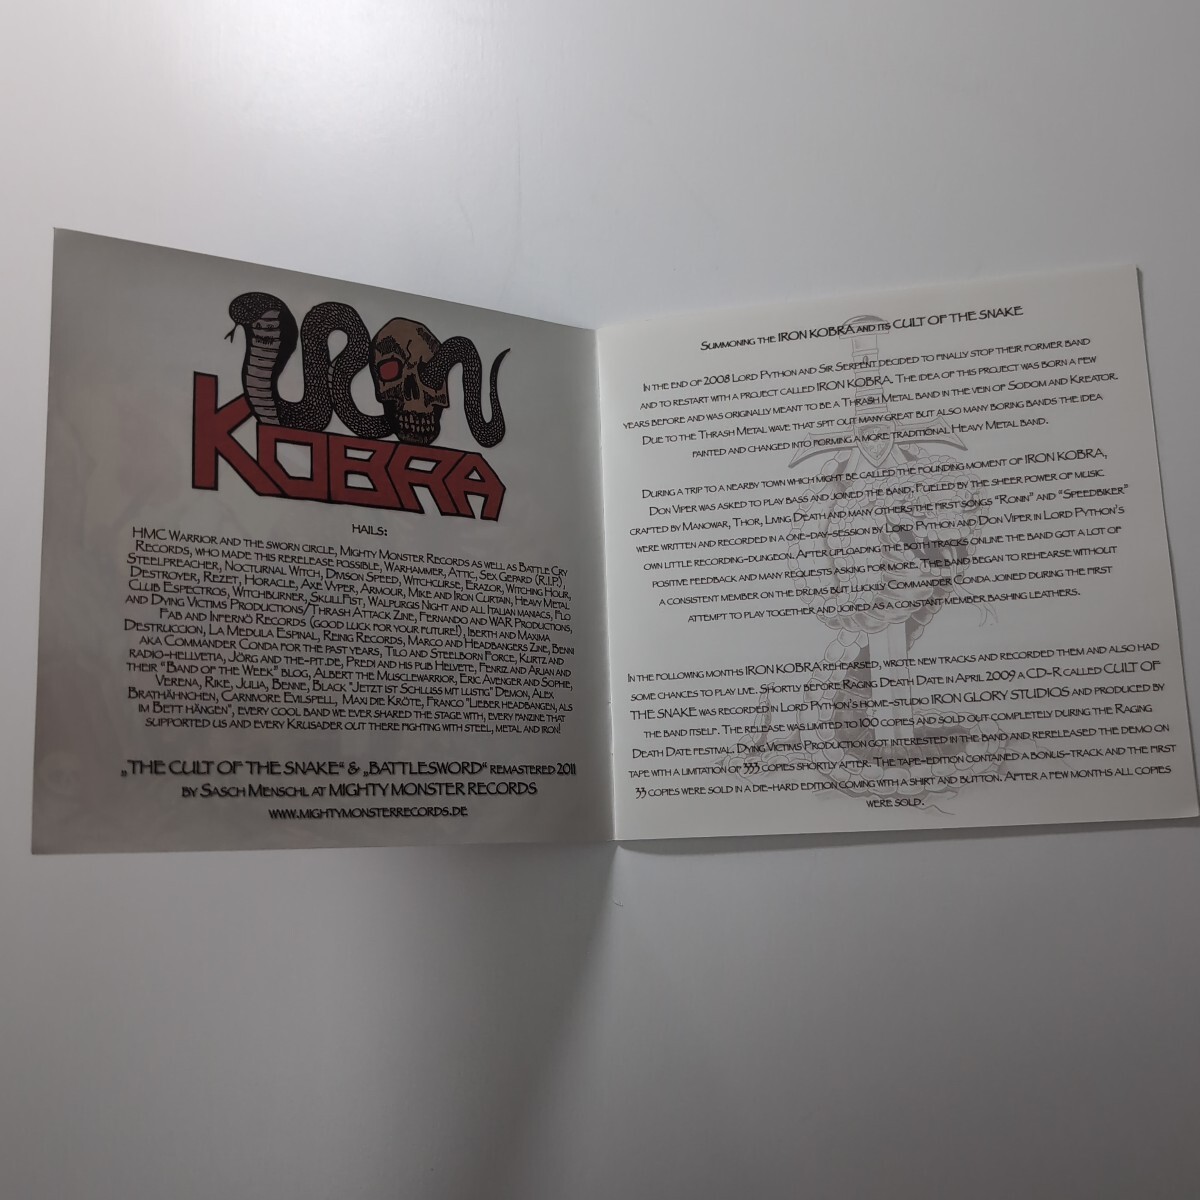 IRON
KOBRA
HAILS:
HMC WARRIOR AND THE SWORN CIRCLE, MIGHTY MONSTER RECORDS AS WELL AS BATTLE CRY
RECORDS, WHO MADE THIS RERELEASE POSSIBLE, WARHAMMER, ATTIC, SEX GEPARD (R.I.P.),
STEELPREACHER, NOCTURNAL WITCH, DIMSON SPEED, WITCHCURSE, ERAZOR, WITCHING HOUR,
DESTROYER, REZET, HORACLE, AXE VYPER, ARMOUR, MIKE AND IRON CURTAIN, HEAVY METAL
CLUB ESPECTROS, WITCHBURNER, SKULLFIST, WALPURGIS NIGHT AND ALL ITALIAN MANIACS, FLO
AND DYING VICTIMS PRODUCTIONS/THRASH ATTACK ZINE, FERNANDO AND WAR PRODUCTIONS,
FAB AND INFERNÖ RECORDS (GOOD LUCK FOR YOUR FUTURE!), IBERTH AND MAXIMA
DESTRUCCION, LA MEDULA ESPINAL, REINIG RECORDS, MARCO AND HEADBANGERS ZINE, BENNI
AKA COMMANDER CONDA FOR THE PAST YEARS, TILO AND STEELBORN FORCE, KURTZ AND
RADIO-HELLVETIA, JÖRG AND THE-PIT.DE, PREDI AND HIS PUB HELVETE, FENRIZ AND ARJAN AND
THEIR "BAND OF THE WEEK" BLOG, ALBERT THE MUSCLEWARRIOR, ERIC AVENGER AND SOPHIE,
VERENA, RIKE, JULIA, BENNE, BLACK "JETZT IST SCHLUSS MIT LUSTIG" DEMON, ALEX
BRATHÄHNCHEN, CARNIVORE EVILSPELL, MAXI DIE KRÖTE, FRANCO "LIEBER HEADBANGEN, ALS
IM BETT HÄNGEN", EVERY COOL BAND WE EVER SHARED THE STAGE WITH, EVERY FANZINE THAT
SUPPORTED US AND EVERY KRUSADER OUT THERE FIGHTING WITH STEEL, METAL AND IRON!
„THE CULT OF THE SNAKE“ & „BATTLESWORD“ REMASTERED 2011
BY SASCH MENSCHL AT MIGHTY MONSTER RECORDS
WWW.MIGHTYMONSTERRECORDS.DE
SUMMONING THE IRON KOBRA AND ITS CULT OF THE SNAKE
IN THE END OF 2008 LORD PYTHON AND SIR SERPENT DECIDED TO FINALLY STOP THEIR FORMER BAND
AND TO RESTART WITH A PROJECT CALLED IRON KOBRA. THE IDEA OF THIS PROJECT WAS BORN A FEW
YEARS BEFORE AND WAS ORIGINALLY MEANT TO BE A THRASH METAL BAND IN THE VEIN OF SODOM AND KREATOR.
DUE TO THE THRASH METAL WAVE THAT SPIT OUT MANY GREAT BUT ALSO MANY BORING BANDS THE IDEA
PAINTED AND CHANGED INTO FORMING A MORE TRADITIONAL HEAVY METAL BAND.
DURING A TRIP TO A NEARBY TOWN WHICH MIGHT BE CALLED THE FOUNDING MOMENT OF IRON KOBRA,
DON VIPER WAS ASKED TO PLAY BASS AND JOINED THE BAND. FUELED BY THE SHEER POWER OF MUSIC
CRAFTED BY MANOWAR, THOR, LIVING DEATH AND MANY OTHERS THE FIRST SONGS "RONIN" AND "SPEEDBIKER"
WERE WRITTEN AND RECORDED IN A ONE-DAY-SESSION BY LORD PYTHON AND DON VIPER IN LORD PYTHON'S
OWN LITTLE RECORDING-DUNGEON. AFTER UPLOADING THE BOTH TRACKS ONLINE THE BAND GOT A LOT OF
POSITIVE FEEDBACK AND MANY REQUESTS ASKING FOR MORE. THE BAND BEGAN TO REHEARSE WITHOUT
A CONSISTENT MEMBER ON THE DRUMS BUT LUCKILY COMMANDER CONDA JOINED DURING THE FIRST
ATTEMPT TO PLAY TOGETHER AND JOINED AS A CONSTANT MEMBER BASHING LEATHERS.
IN THE FOLLOWING MONTHS IRON KOBRA REHEARSED, WROTE NEW TRACKS AND RECORDED THEM AND ALSO HAD
SOME CHANCES TO PLAY LIVE. SHORTLY BEFORE RAGING DEATH DATE IN APRIL 2009 A CD-R CALLED CULT OF
THE SNAKE WAS RECORDED IN LORD PYTHON'S HOME-STUDIO IRON GLORY STUDIOS AND PRODUCED BY
THE BAND ITSELF. THE RELEASE WAS LIMITED TO 100 COPIES AND SOLD OUT COMPLETELY DURING THE RAGING
DEATH DATE FESTIVAL. DYING VICTIMS PRODUCTION GOT INTERESTED IN THE BAND AND RERELEASED THE DEMO ON
TAPE WITH A LIMITATION OF 333 COPIES SHORTLY AFTER. THE TAPE-EDITION CONTAINED A BONUS-TRACK AND THE FIRST
33 COPIES WERE SOLD IN A DIE-HARD EDITION COMING WITH A SHIRT AND BUTTON. AFTER A FEW MONTHS ALL COPIES
WERE SOLD.